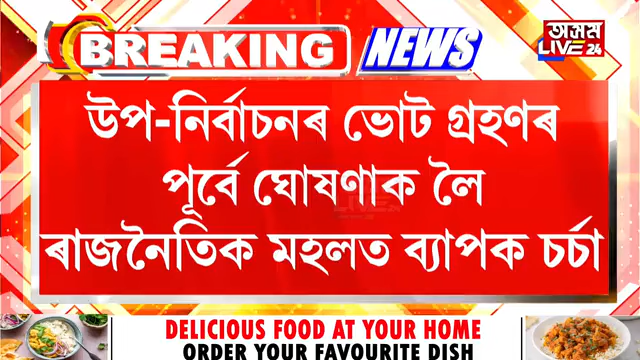 BREAKING NEWS
অসম
LIVE 24
উপ-নিৰ্বাচনৰ ভোট গ্ৰহণৰ
পূৰ্বে ঘোষণাক লৈ
ৰাজনৈতিক মহলত ব্যাপক চৰ্চা
DELICIOUS FOOD AT YOUR HOME
ORDER YOUR FAVOURITE DISH